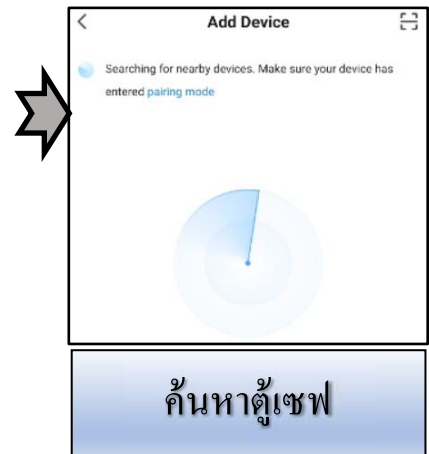 Add Device
Searching for nearby devices. Make sure your device has
entered pairing mode
ค้นหาตู้เซฟ